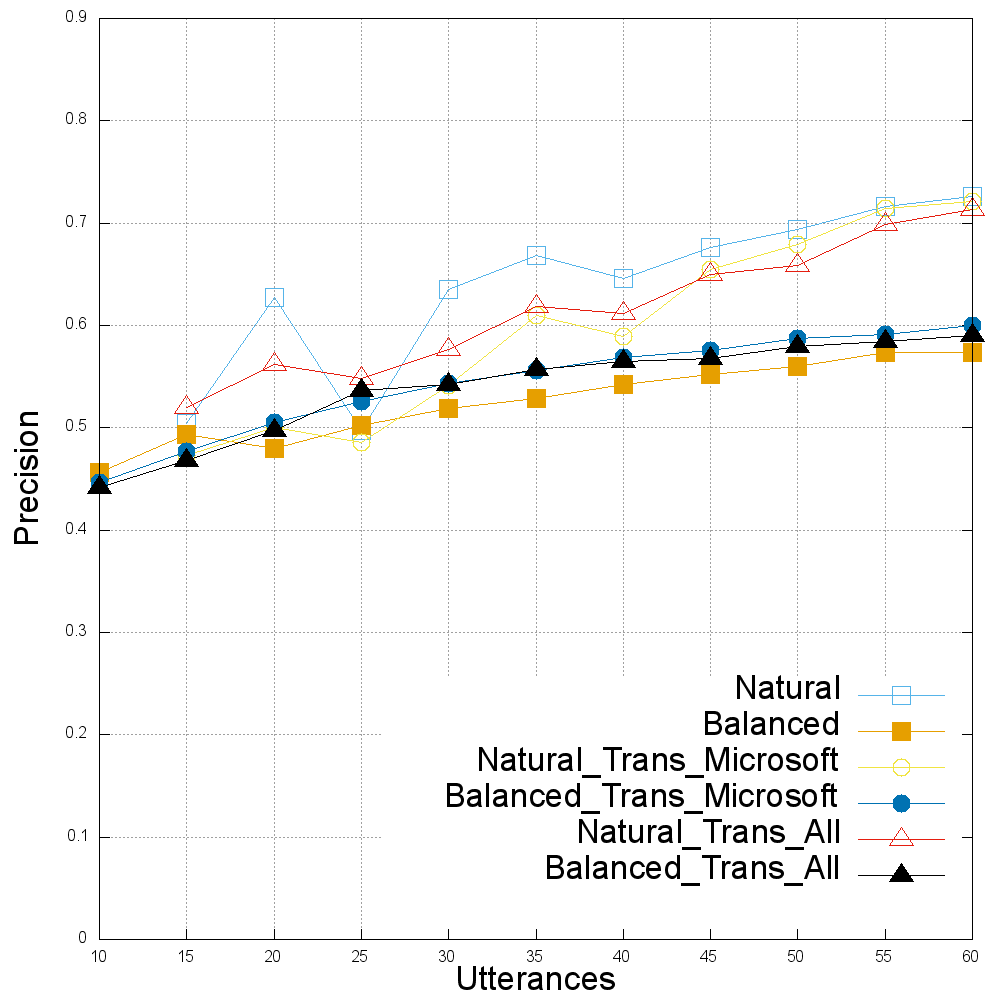 0.9
0.8
0.7
0.6
0.5
0.4
0.3
0.2
0.1
0
Precision
Natural
Balanced
Natural_Trans_Microsoft
Balanced_Trans_Microsoft
Natural_Trans_All
Balanced_Trans_All
10 15 20 25 30 35 40 45 50 55 60
Utterances